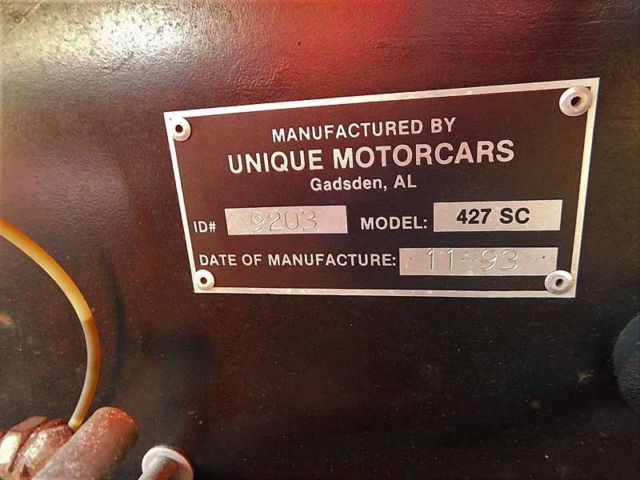 MANUFACTURED BY
UNIQUE MOTORCARS
Gadsden, AL
ID# 9203 MODEL: 427 SC
DATE OF MANUFACTURE: 11-93